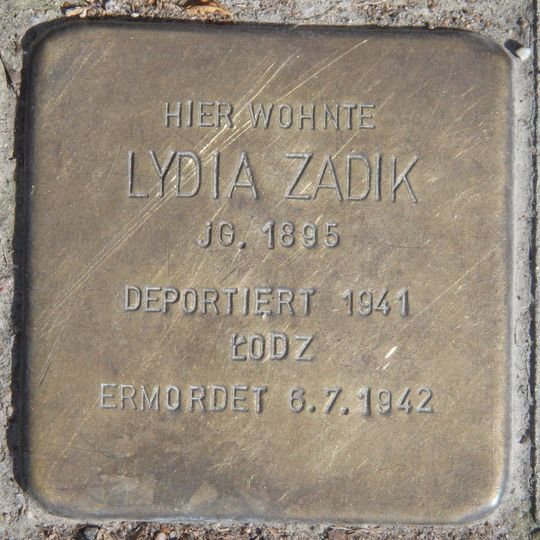 HIER WOHNTE
LYDIA ZADIK
JG. 1895
DEPORTIERT 1941
ŁODZ
ERMORDET 6.7.1942